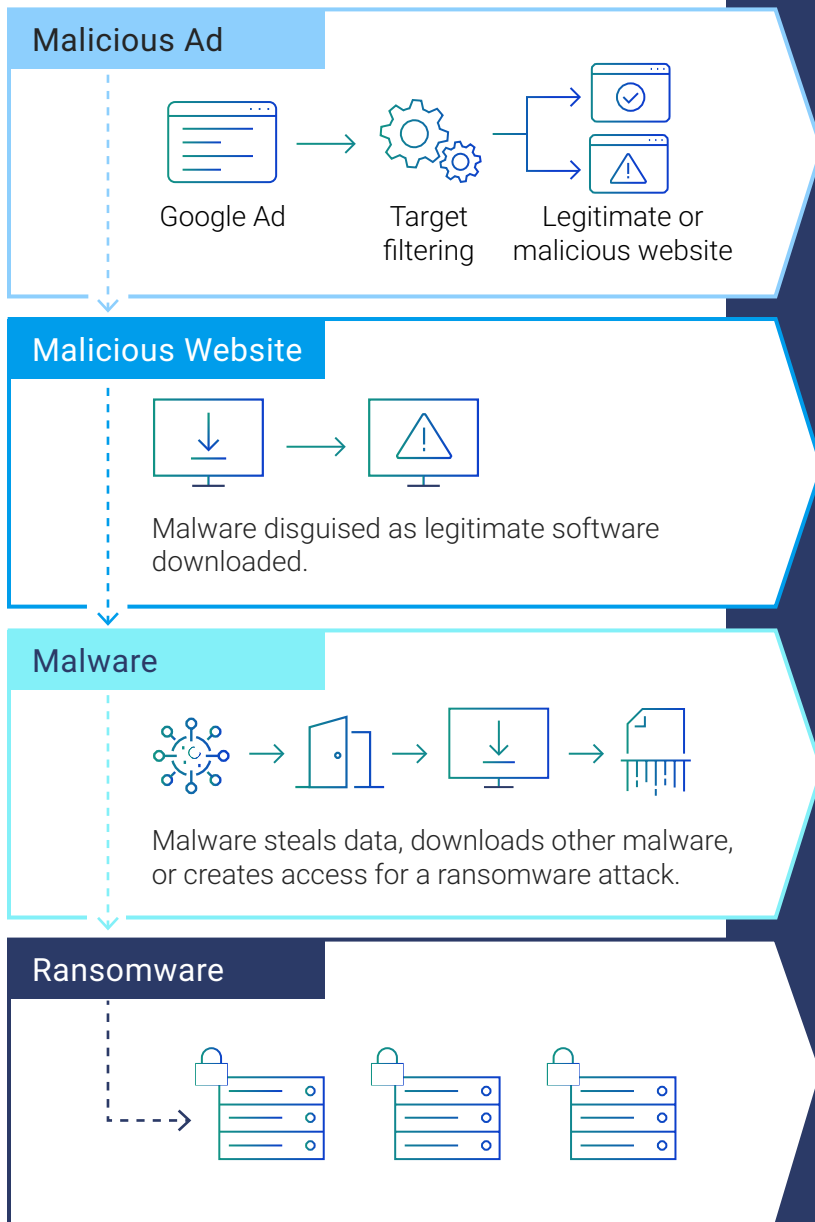 Malicious Ad
Google Ad
Target
filtering
Legitimate or
malicious website
Malicious Website
Malware disguised as legitimate software
downloaded.
Malware
Malware steals data, downloads other malware,
or creates access for a ransomware attack.
Ransomware